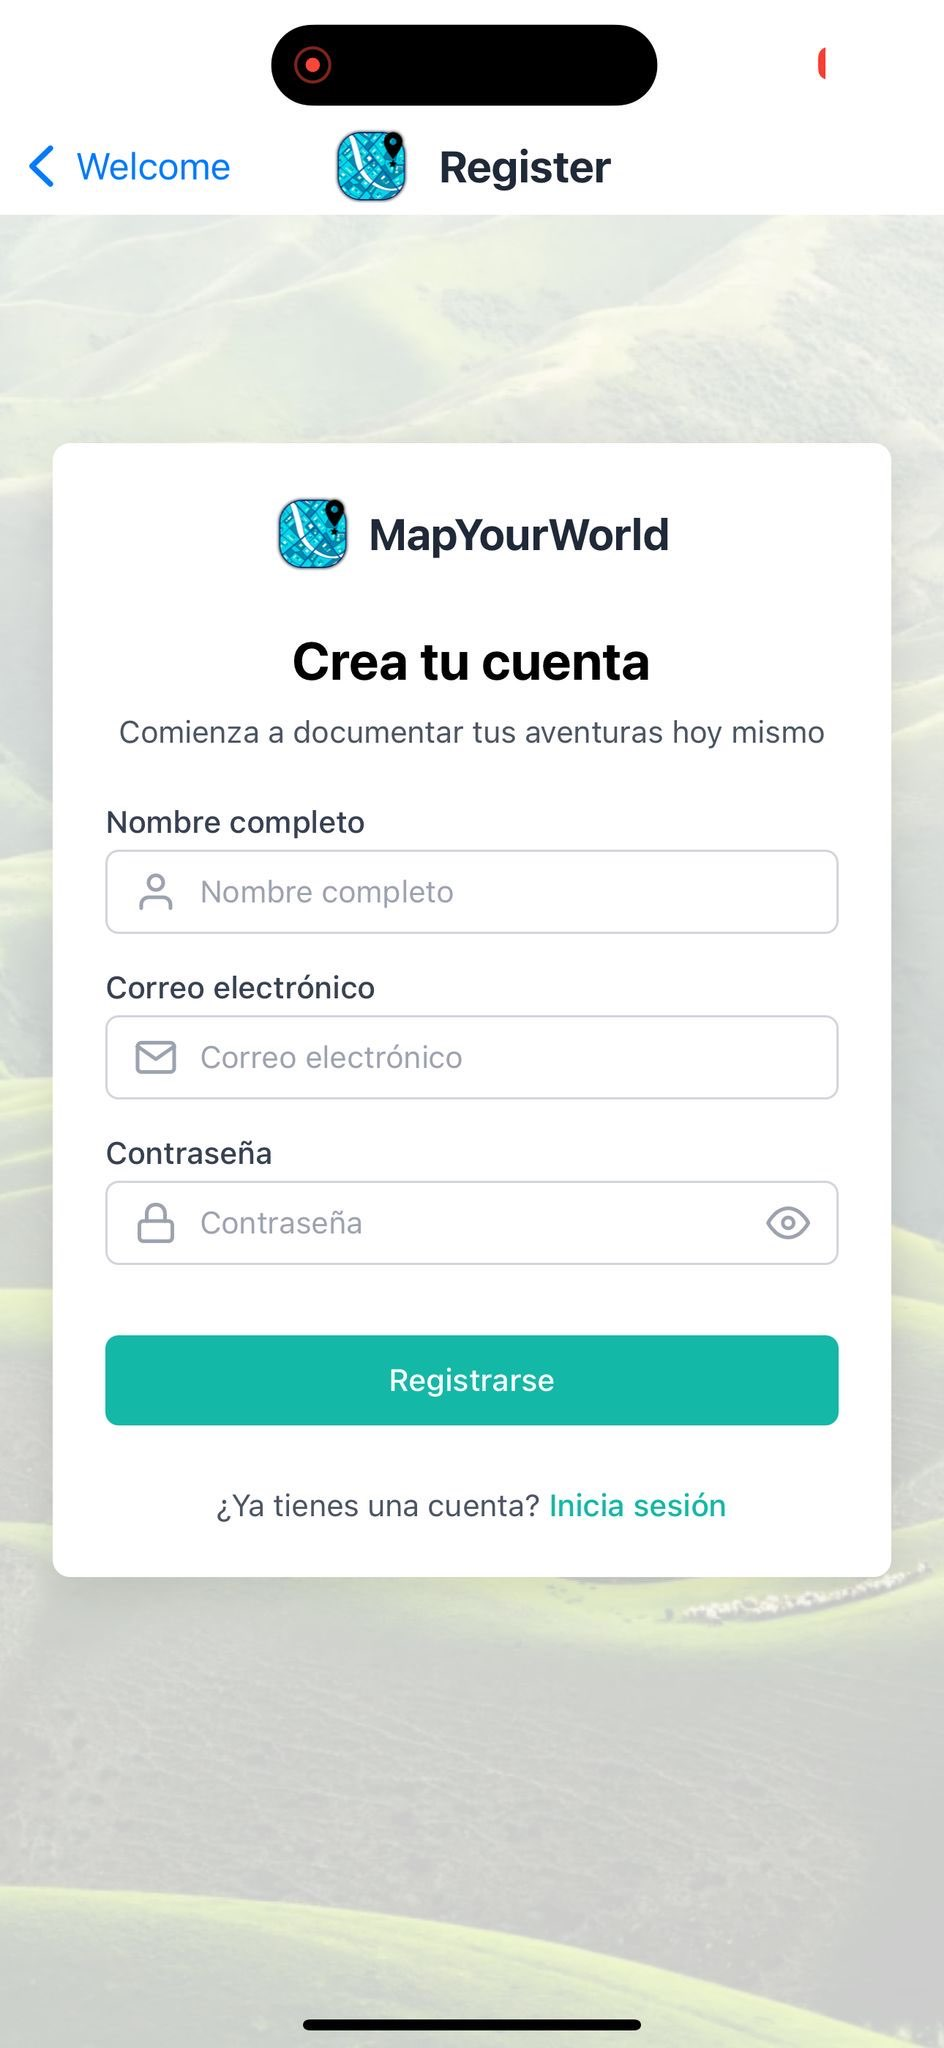 Welcome
Register
MapYourWorld
Crea tu cuenta
Comienza a documentar tus aventuras hoy mismo
Nombre completo
Nombre completo
Correo electrónico
Correo electrónico
Contraseña
Contraseña
Registrarse
¿Ya tienes una cuenta? Inicia sesión